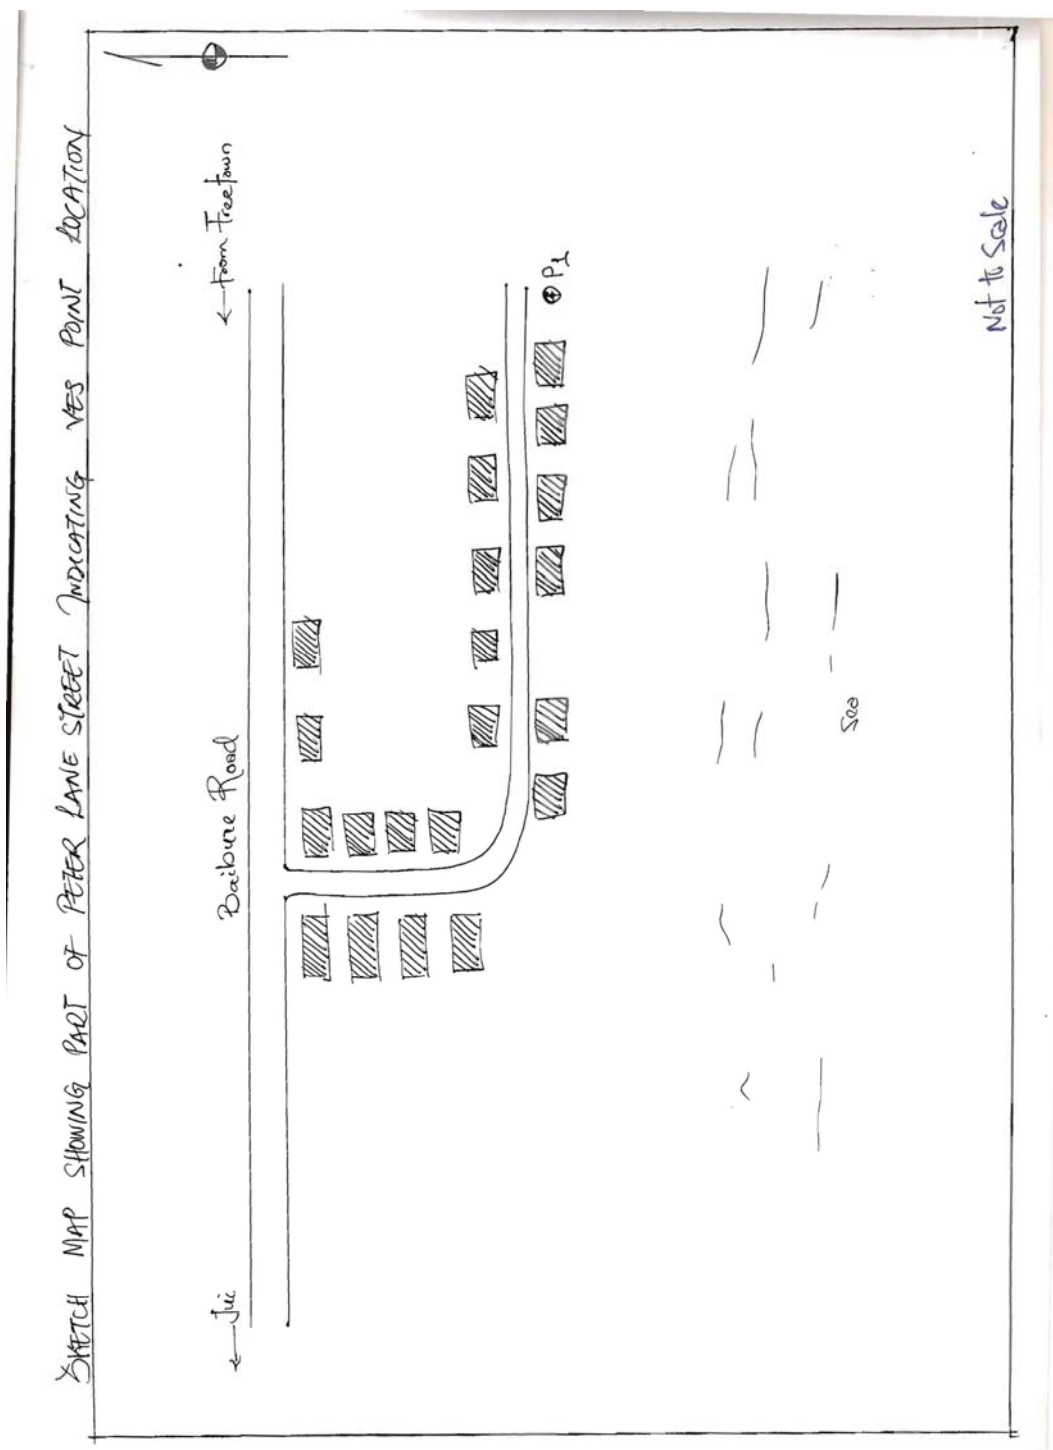 SKETCH MAP SHOWING PART OF PETER LANE STREET INDICATING VES POINT LOCATION
← Jui
Baibure Road
← From Freetown
P1
Sea
Not to Scale